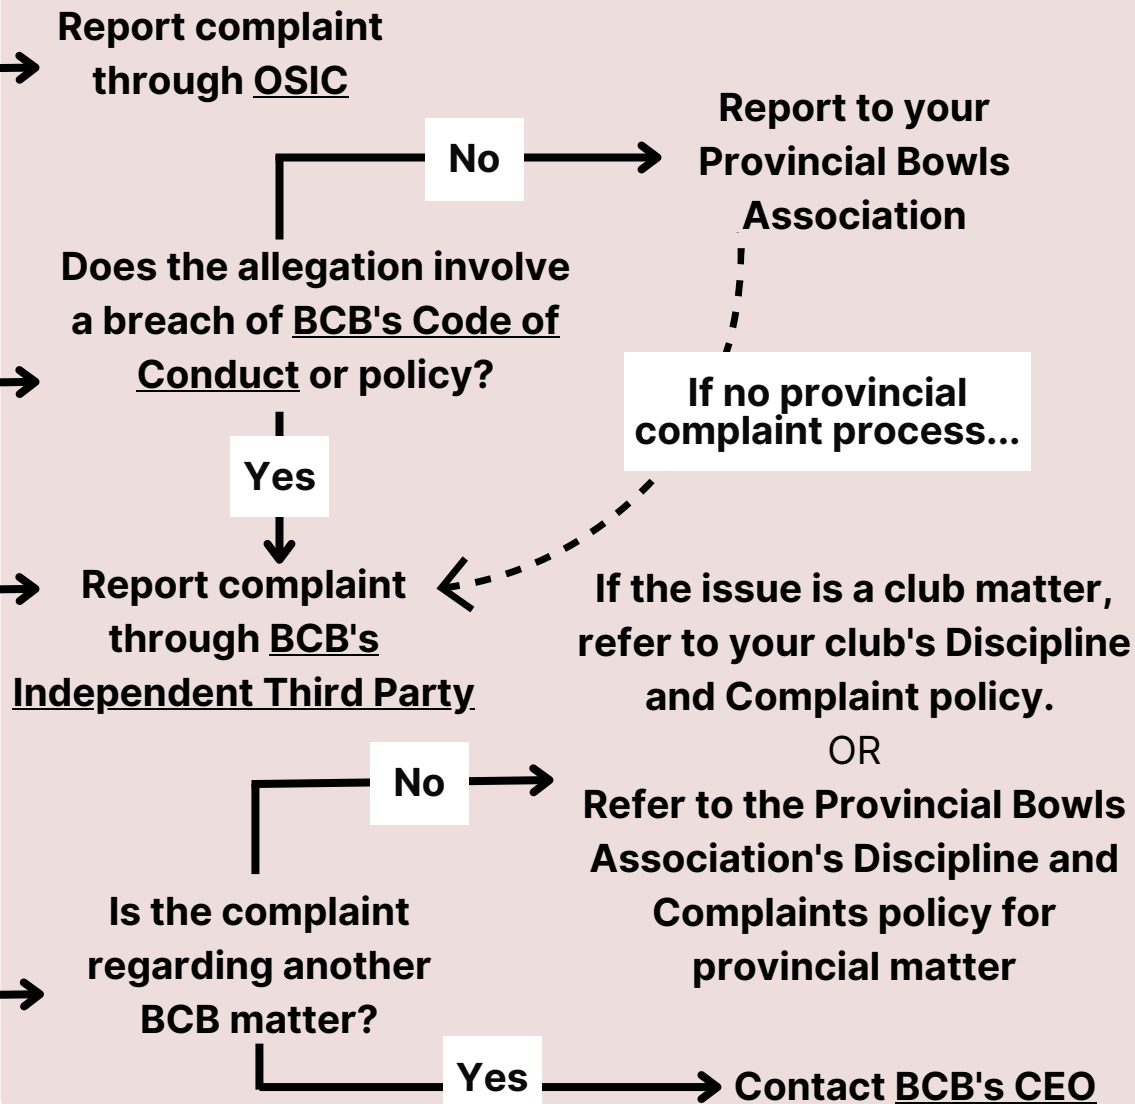 Report complaint
through OSIC
No
Report to your
Provincial Bowls
Association
Does the allegation involve
a breach of BCB's Code of
Conduct or policy?
If no provincial
complaint process...
Yes
Report complaint
through BCB's
Independent Third Party
If the issue is a club matter,
refer to your club's Discipline
and Complaint policy.
OR
Refer to the Provincial Bowls
Association's Discipline and
Complaints policy for
provincial matter
No
Is the complaint
regarding another
BCB matter?
Yes
Contact BCB's CEO